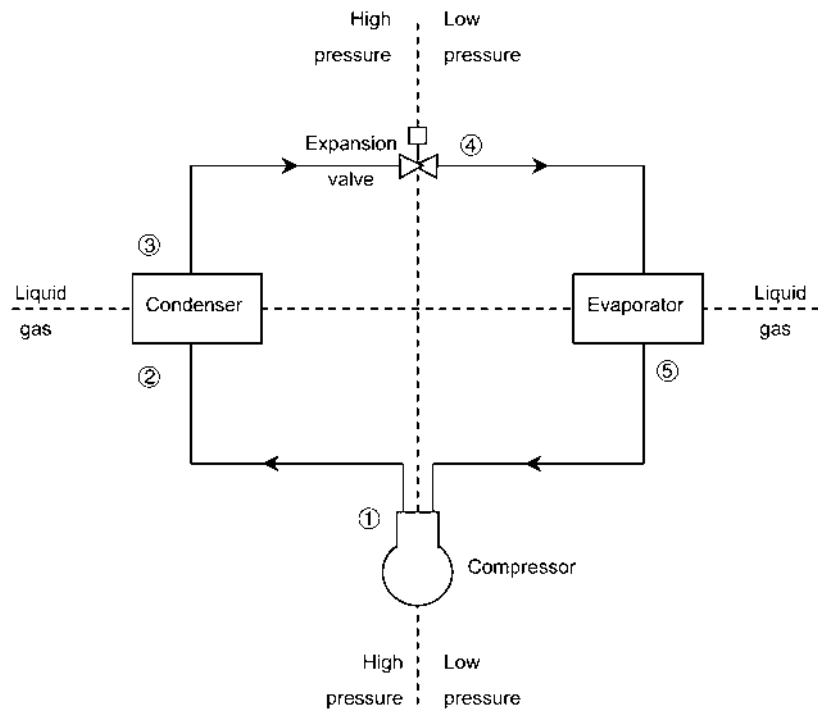 High Low
pressure pressure
Expansion ④
valve
③
Liquid Condenser Evaporator Liquid
gas gas
② ⑤
①
Compressor
High Low
pressure pressure